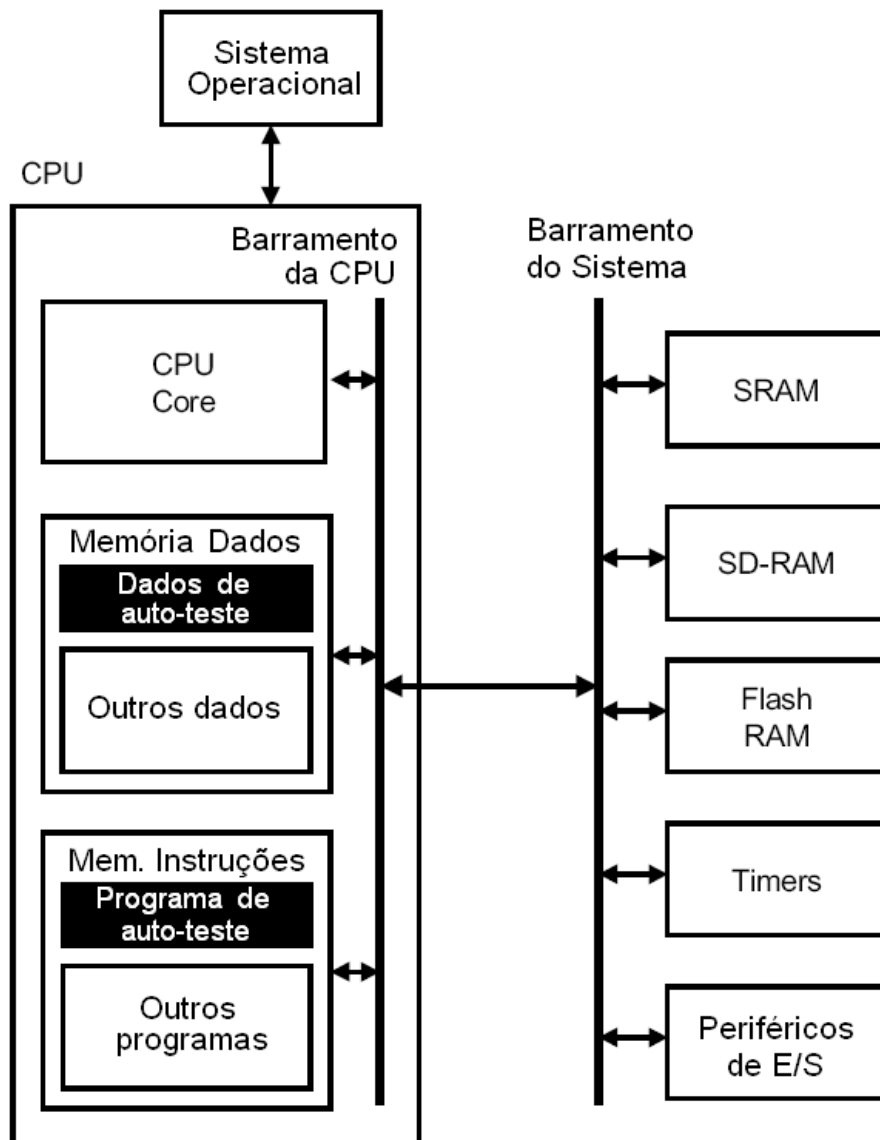 Sistema
Operacional
CPU
Barramento
da CPU
Barramento
do Sistema
CPU
Core
Memória Dados
Dados de
auto-teste
Outros dados
Mem. Instruções
Programa de
auto-teste
Outros
programas
SRAM
SD-RAM
Flash
RAM
Timers
Periféricos
de E/S